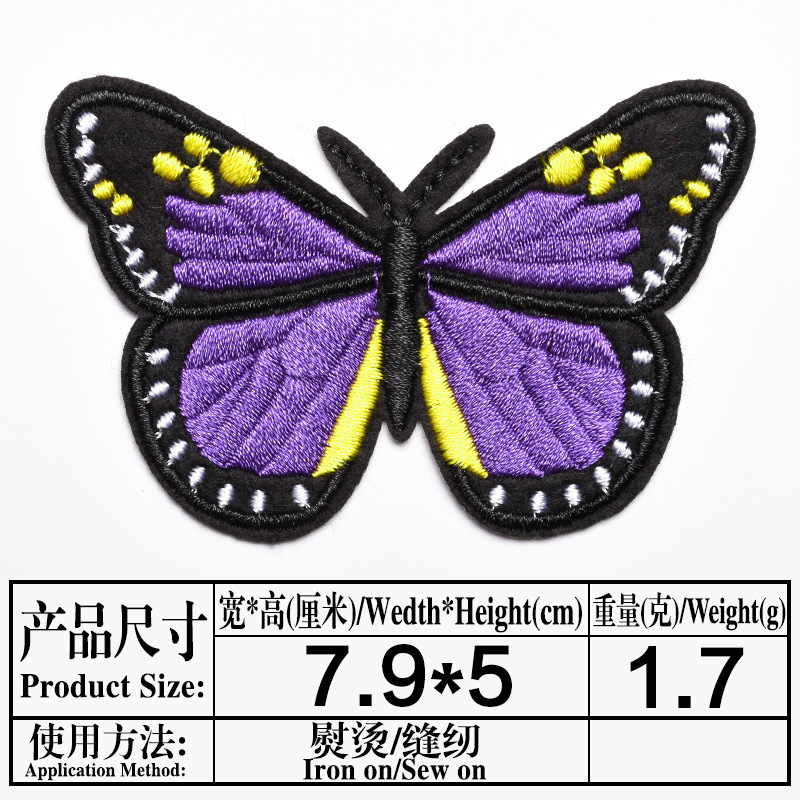 产品尺寸
Product Size:
宽*高(厘米)/Wedth*Height(cm)
重量(克)/Weight(g)
7.9*5
1.7
使用方法:
Application Method:
熨烫/缝纫
Iron on/Sew on